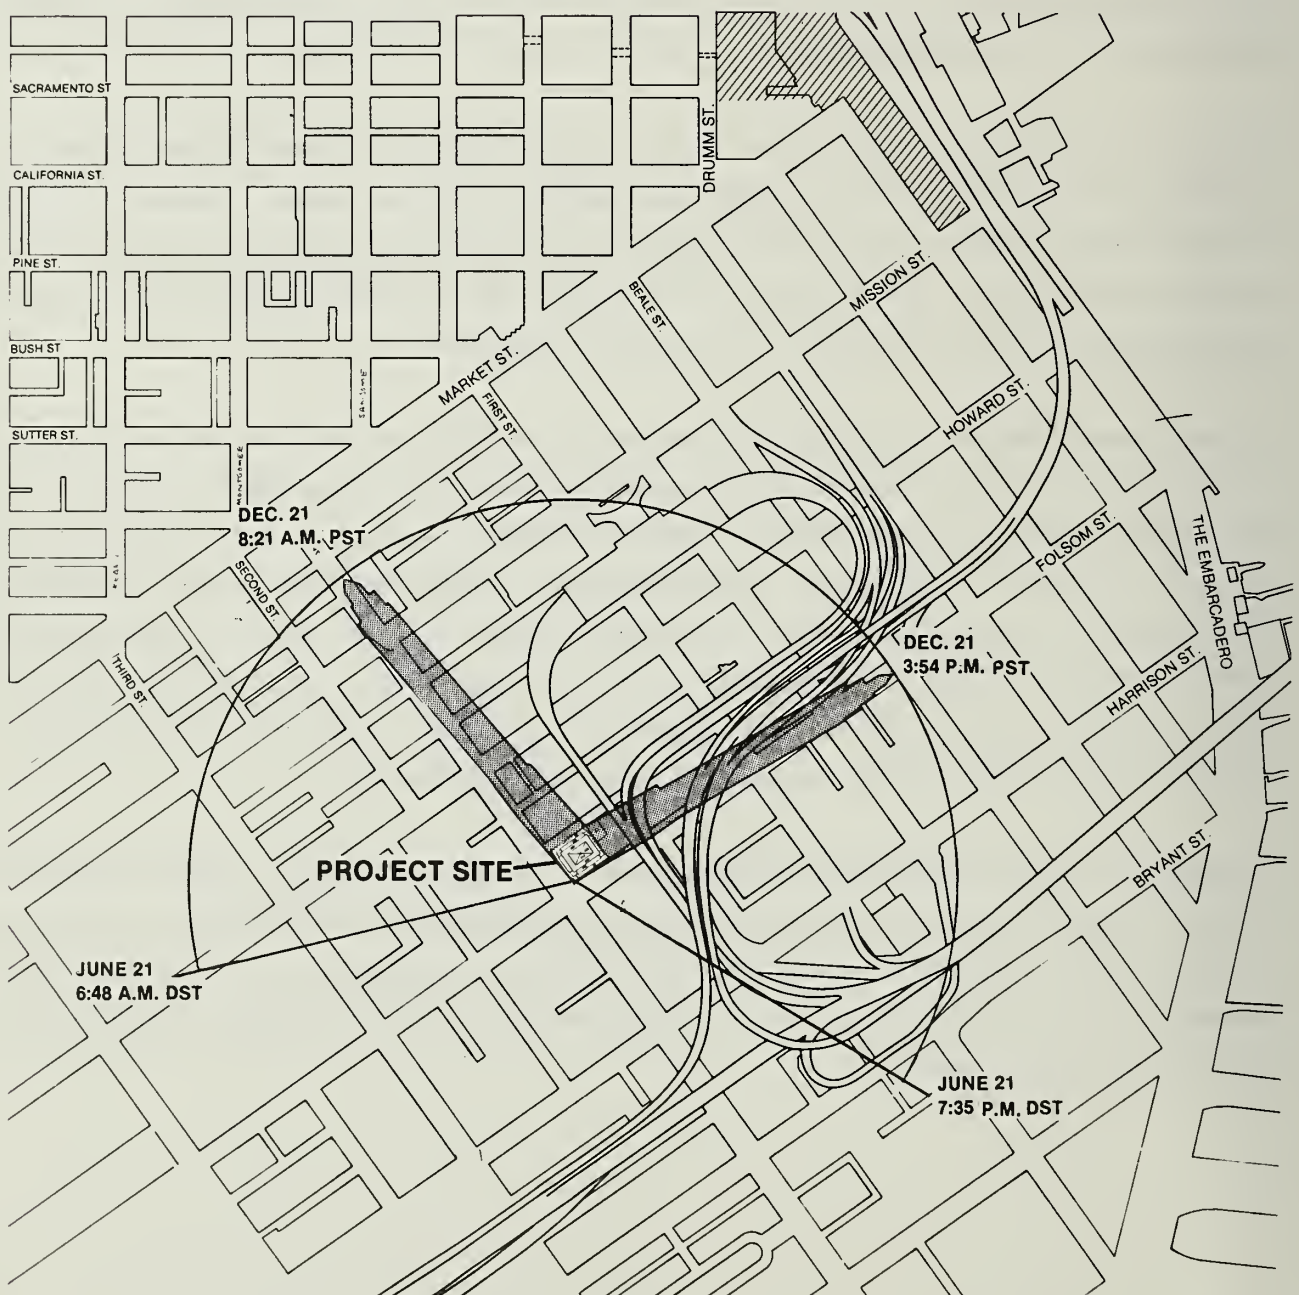 SACRAMENTO ST
DRUMM ST.
CALIFORNIA ST.
PINE ST.
MISSION ST.
BEALE ST.
BUSH ST
MARKET ST.
SANSOME
FIRST ST.
HOWARD ST.
SUTTER ST.
MONTGOMERY
DEC. 21
8:21 A.M. PST
THE EMBARCADERO
FOLSOM ST.
SECOND ST.
DEC. 21
3:54 P.M. PST
THIRD ST.
HARRISON ST.
PROJECT SITE
BRYANT ST.
JUNE 21
6:48 A.M. DST
JUNE 21
7:35 P.M. DST